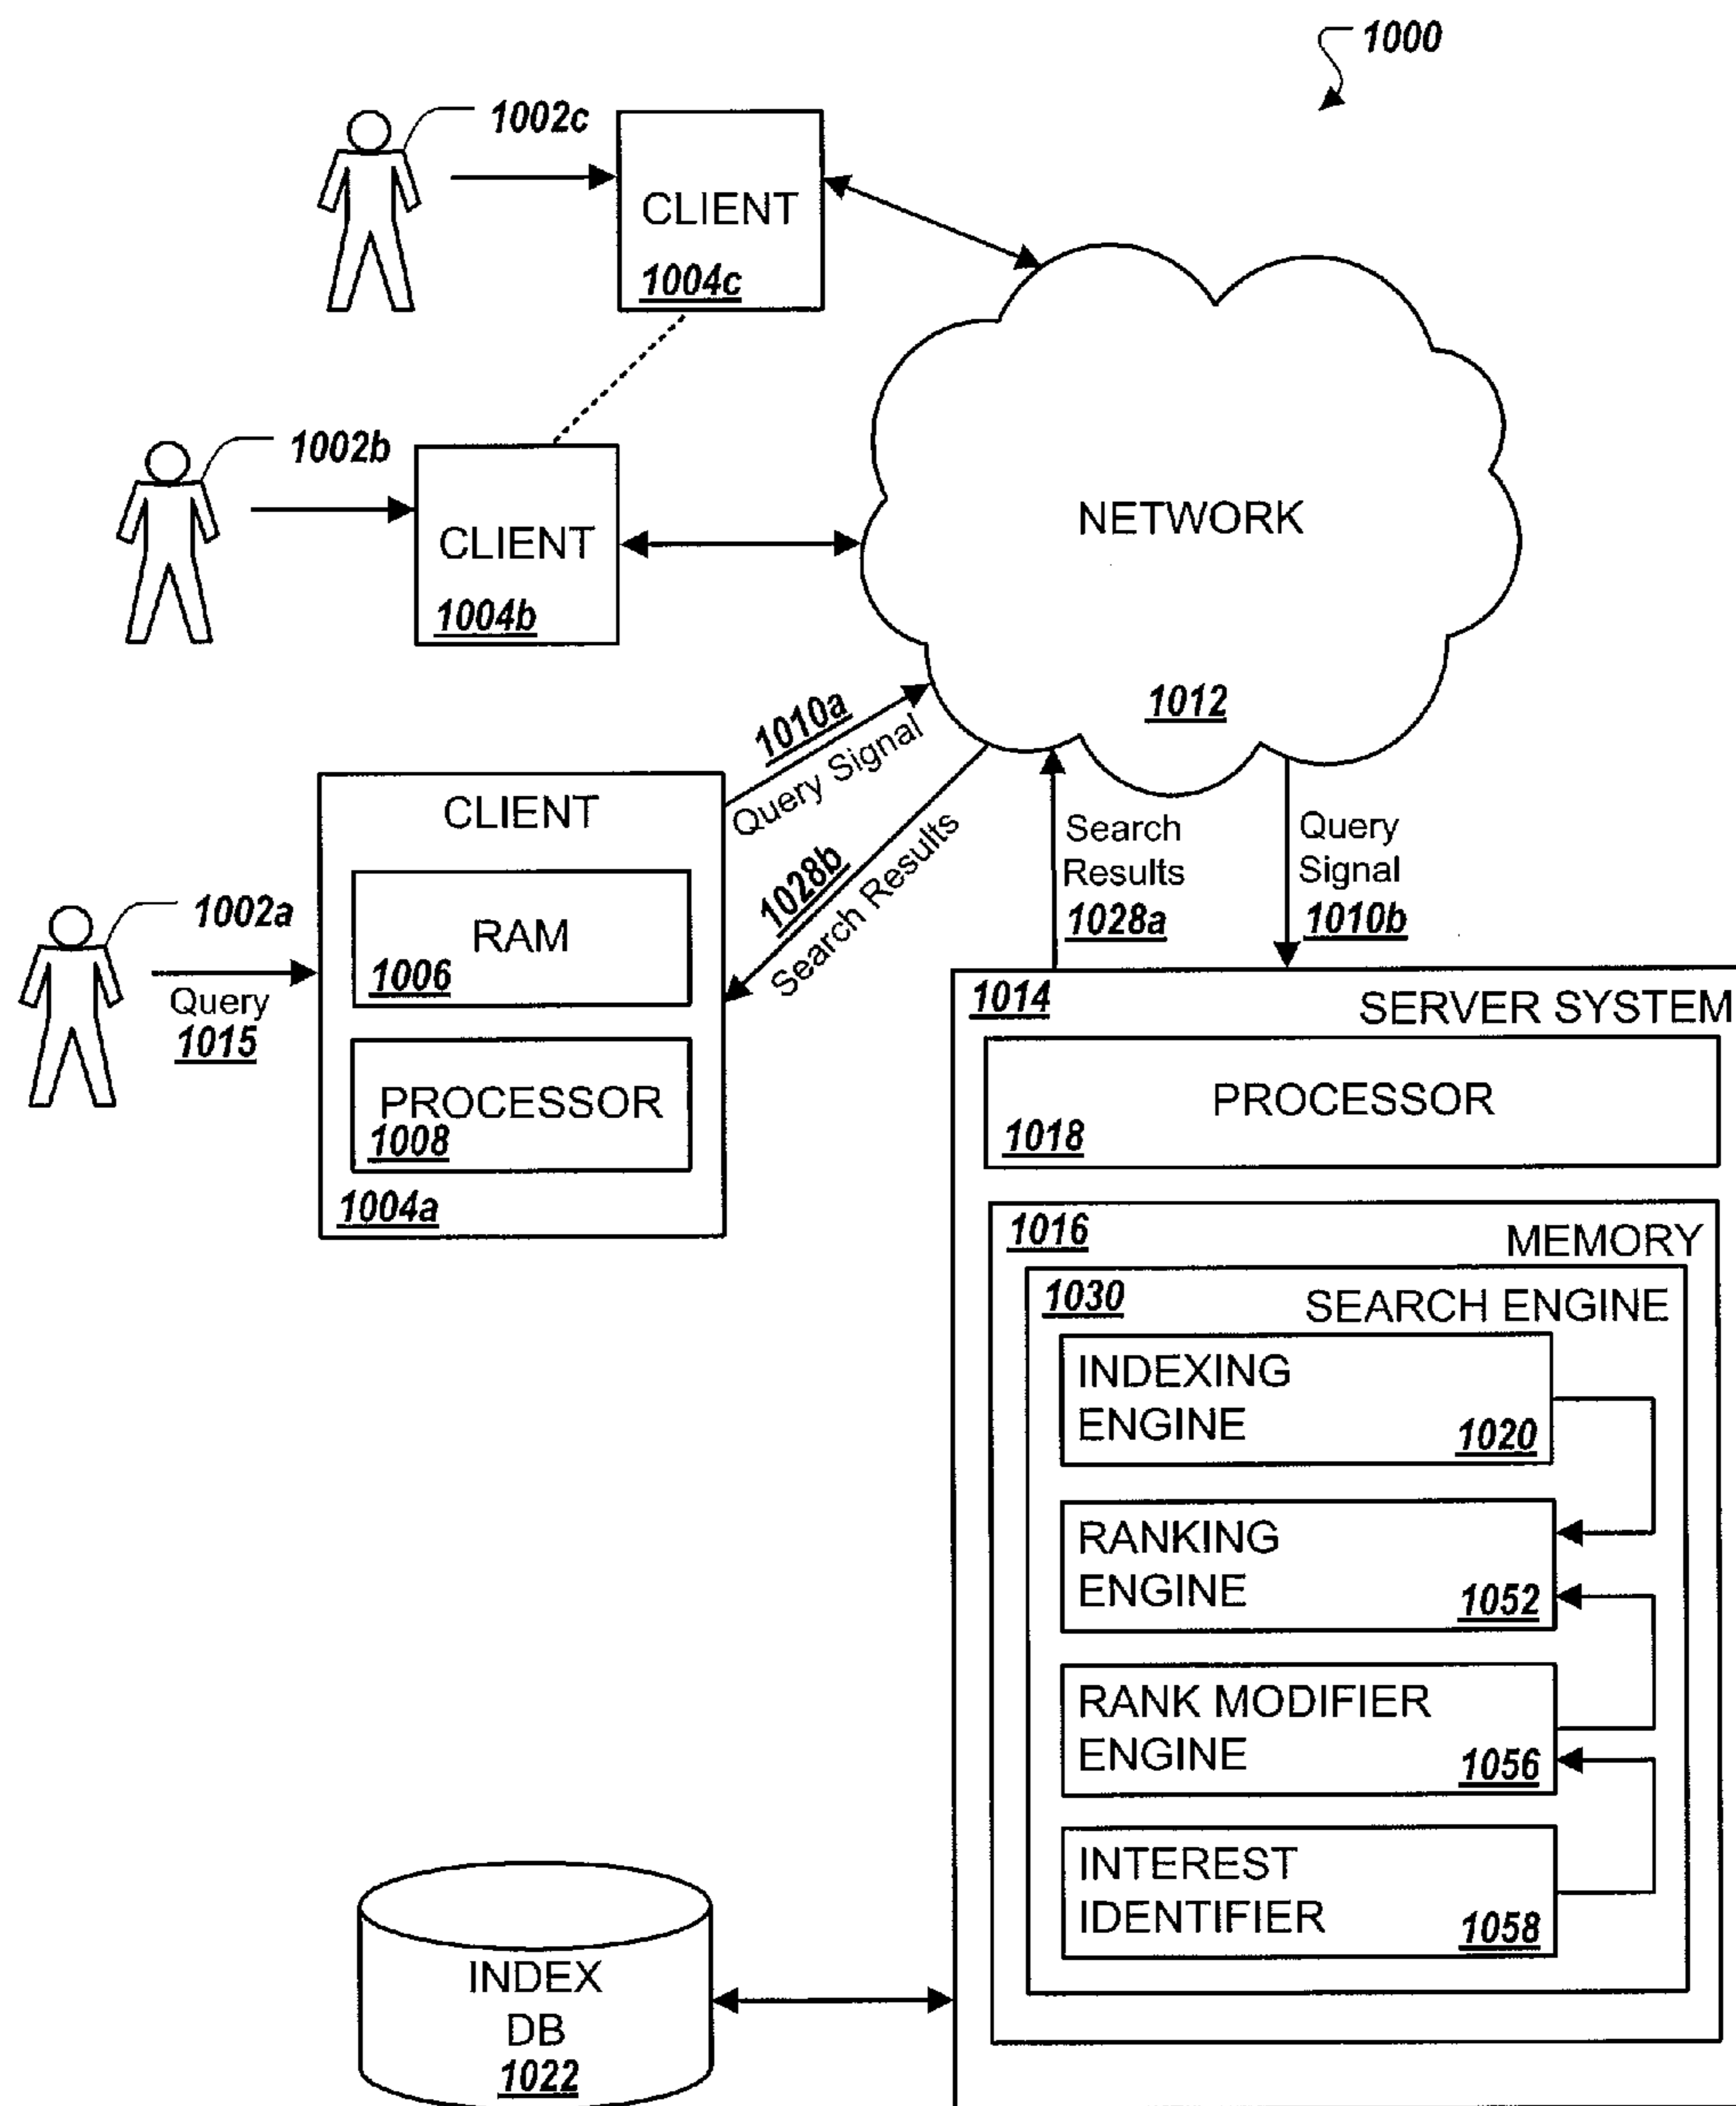 1000
1002c
CLIENT
1004c
1002b
CLIENT
1004b
NETWORK
1012
1010a
Query Signal
1028b
Search Results
Search
Results
1028a
Query
Signal
1010b
1002a
Query
1015
CLIENT
RAM
1006
PROCESSOR
1008
1004a
1014
SERVER SYSTEM
PROCESSOR
1018
1016
MEMORY
1030
SEARCH ENGINE
INDEXING
ENGINE
1020
RANKING
ENGINE
1052
RANK MODIFIER
ENGINE
1056
INTEREST
IDENTIFIER
1058
INDEX
DB
1022